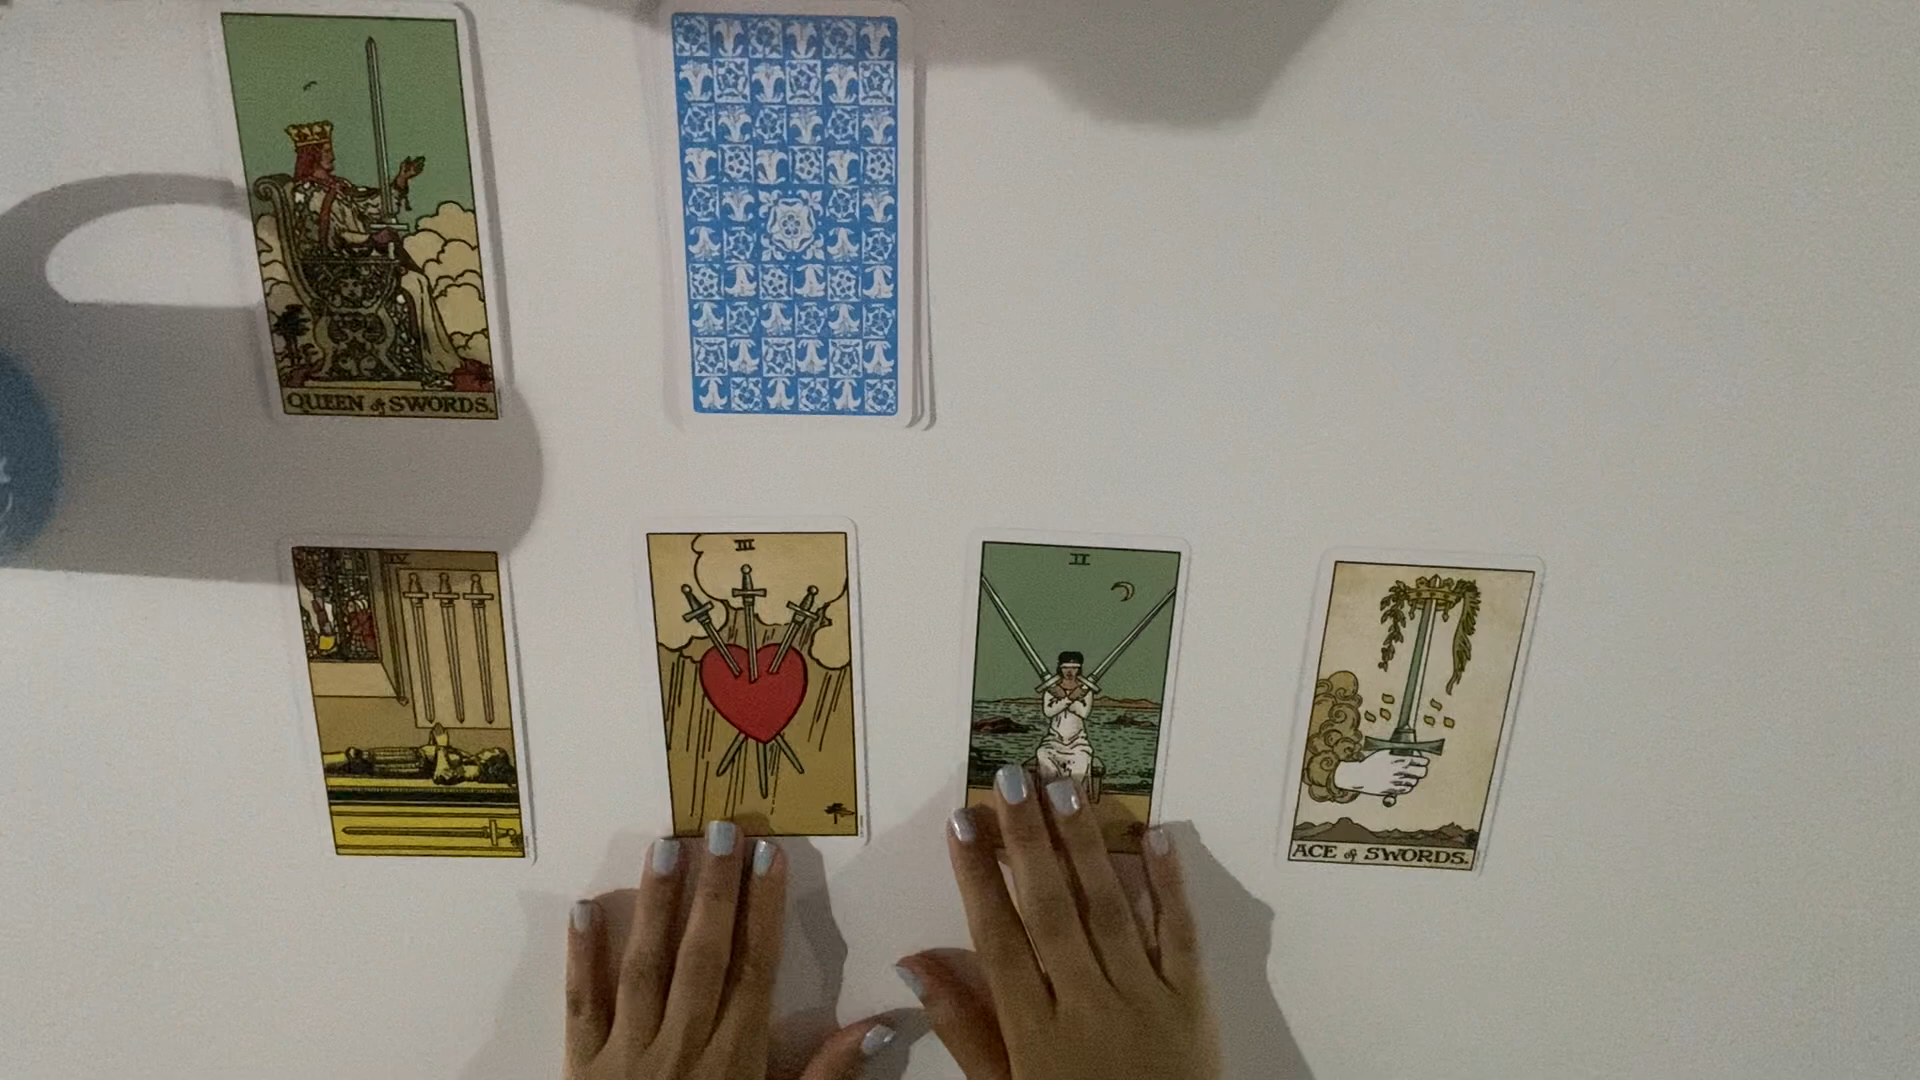 QUEEN of SWORDS.
IV
III
II
ACE of SWORDS.